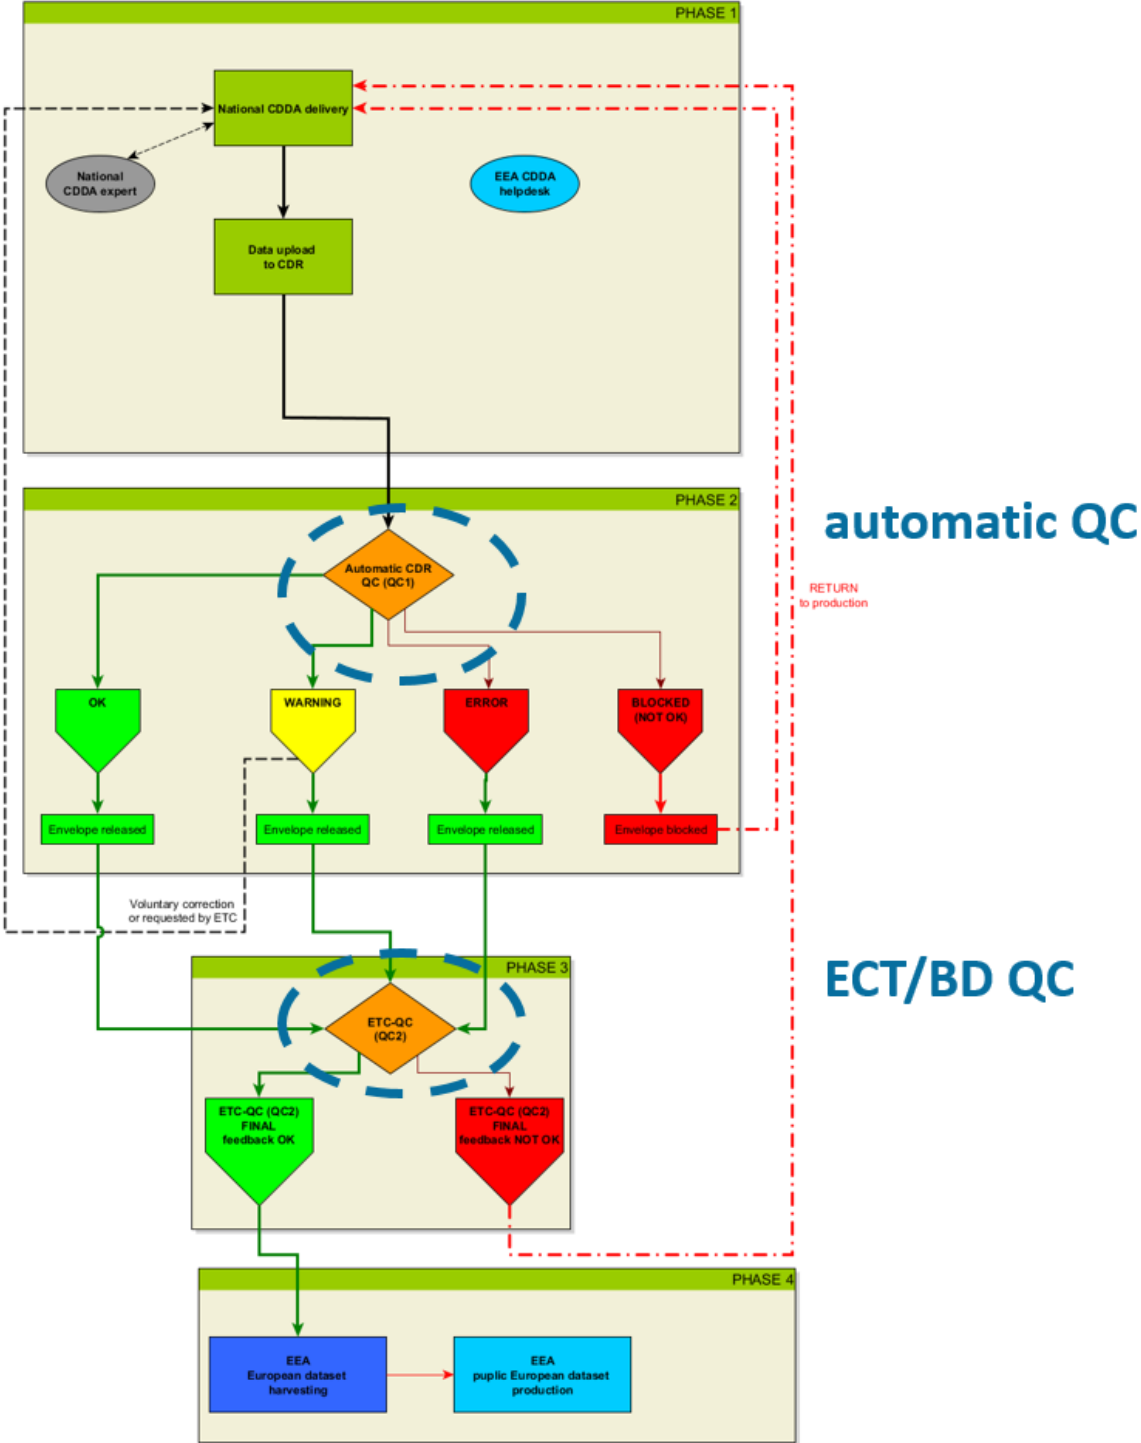 PHASE 1
National CDDA delivery
National
CDDA expert
EEA CDDA
helpdesk
Data upload
to CDR
PHASE 2
automatic QC
Automatic CDR
QC (QC1)
RETURN
to production
OK
WARNING
ERROR
BLOCKED
(NOT OK)
Envelope released
Envelope released
Envelope released
Envelope blocked
Voluntary correction
or requested by ETC
PHASE 3
ECT/BD QC
ETC-QC
(QC2)
ETC-QC (QC2)
FINAL
feedback OK
ETC-QC (QC2)
FINAL
feedback NOT OK
PHASE 4
EEA
European dataset
harvesting
EEA
puplic European dataset
production